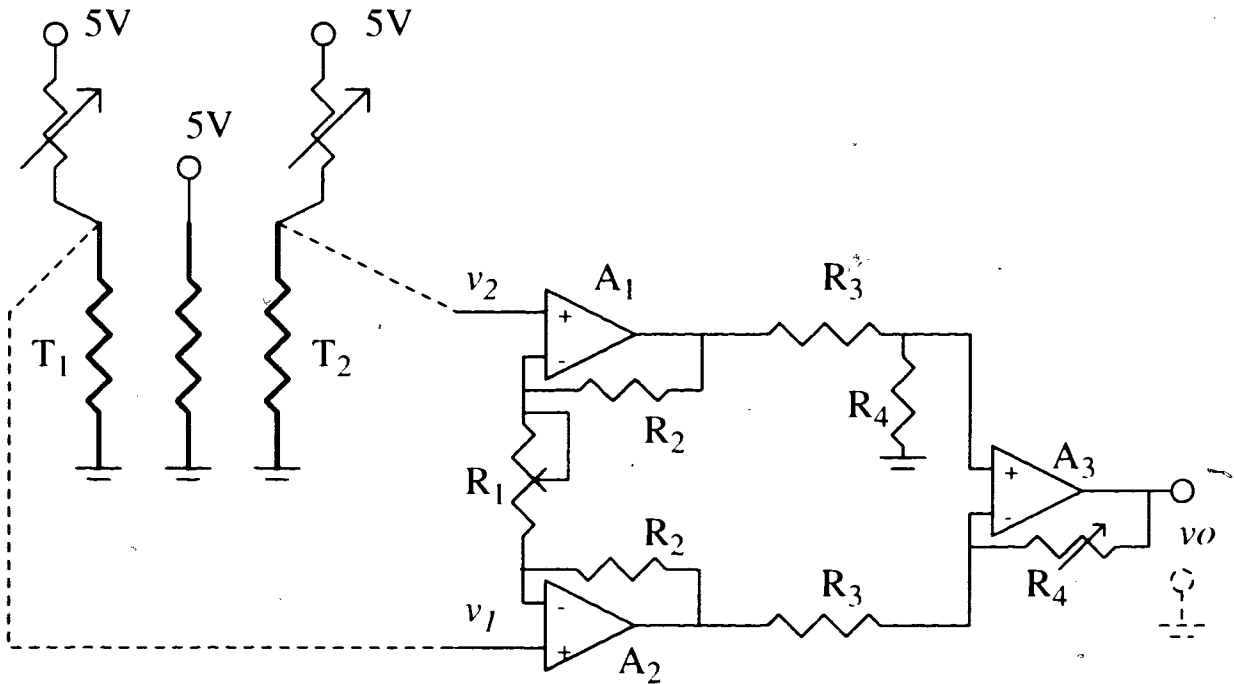 5V
5V
5V
T1
T2
v2
A1
+
-
R2
R3
R4
R1
A3
+
-
vo
R2
R4
v1
-
+
A2
R3